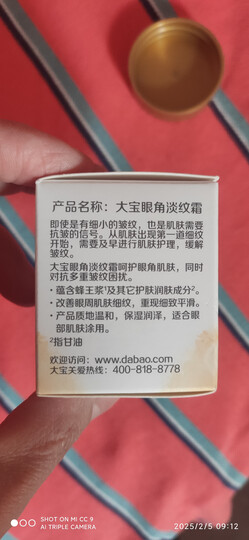 产品名称：大宝眼角淡纹霜
即使是有细小的皱纹，也是肌肤需要
抗皱的信号。从肌肤出现第一道细纹
开始，需要及早进行肌肤护理，缓解
皱纹。
大宝眼角淡纹霜呵护眼角肌肤，同时
对抗多重皱纹困扰。
·蕴含蜂王浆¹及其它护肤润肤成分²。
·改善眼周肌肤细纹，重现细致平滑。
·产品质地温和，保湿润泽，适合眼
部肌肤涂用。
²指甘油
欢迎访问：www.dabao.com
大宝关爱热线：400-818-8778
SHOT ON MI CC 9
AI TRIPLE CAMERA
2025/2/5 09:12